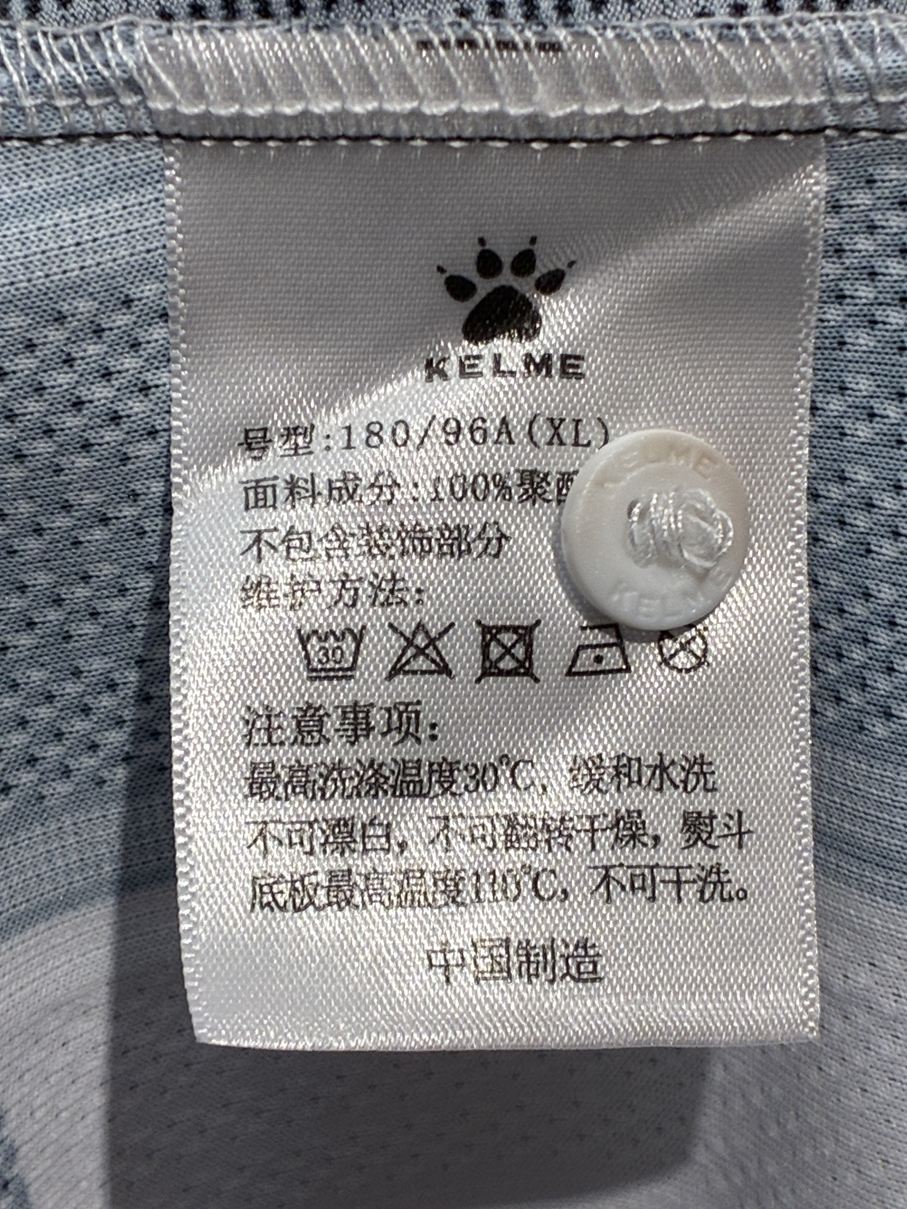 KELME
号型:180/96A(XL)
面料成分:100%聚
不包含装饰部分
维护方法:
30
注意事项:
最高洗涤温度30℃, 缓和水洗
不可漂白, 不可翻转干燥, 熨斗
底板最高温度110℃, 不可干洗。
中国制造
KELME
KELME